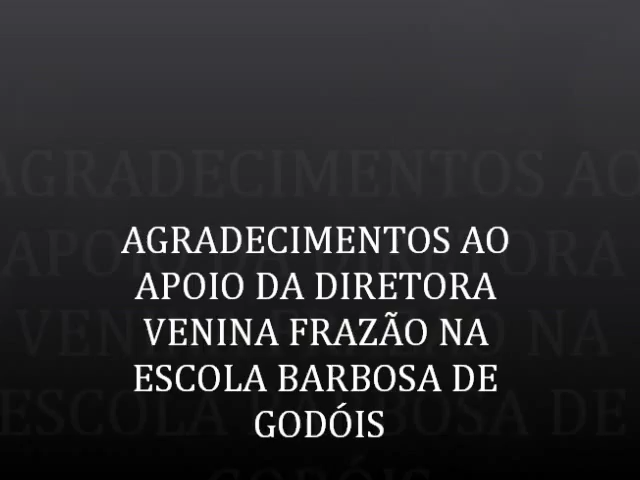 AGRADECIMENTOS AO
APOIO DA DIRETORA
VENINA FRAZÃO NA
ESCOLA BARBOSA DE
GODÓIS